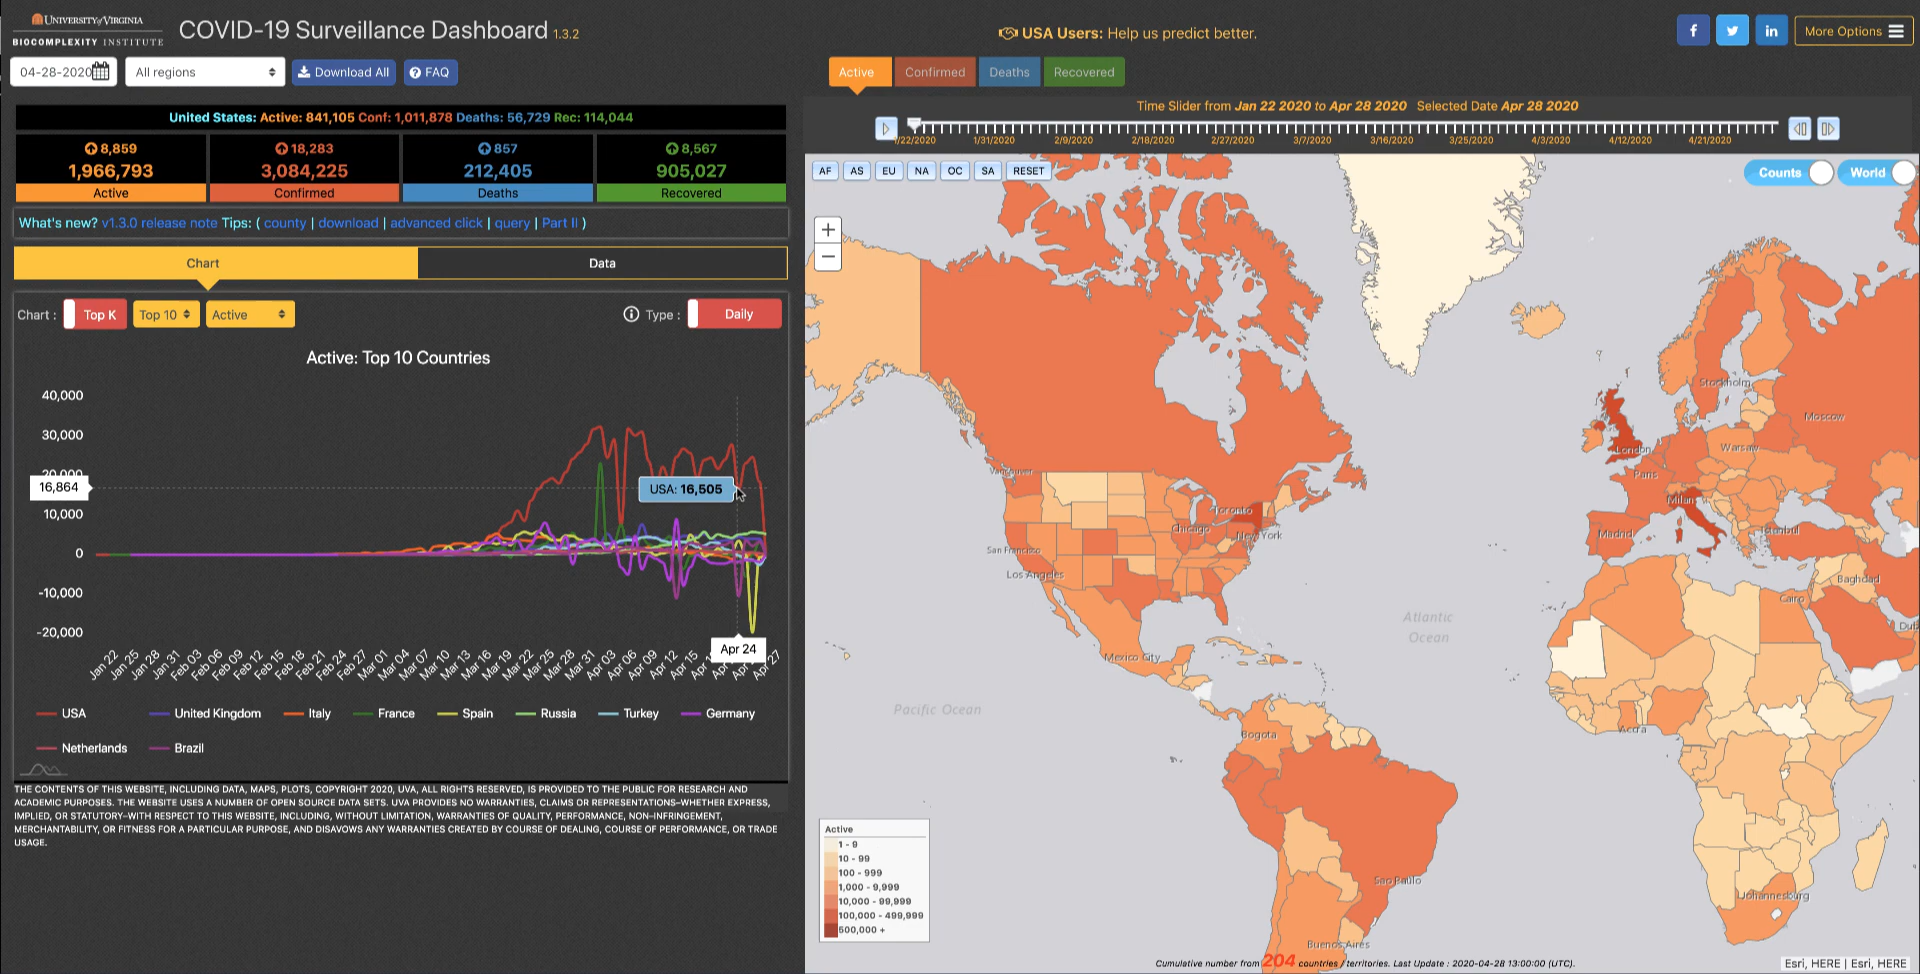 UNIVERSITY of VIRGINIA
BIOCOMPLEXITY INSTITUTE
COVID-19 Surveillance Dashboard 1.3.2
USA Users: Help us predict better.
More Options
04-28-2020
All regions
Download All
FAQ
Active
Confirmed
Deaths
Recovered
Time Slider from Jan 22 2020 to Apr 28 2020 Selected Date Apr 28 2020
1/22/2020 1/31/2020 2/9/2020 2/18/2020 2/27/2020 3/7/2020 3/16/2020 3/25/2020 4/3/2020 4/12/2020 4/21/2020
United States: Active: 841,105 Conf: 1,011,878 Deaths: 56,729 Rec: 114,044
8,859 18,283 857 8,567
1,966,793 3,084,225 212,405 905,027
Active Confirmed Deaths Recovered
What's new? v1.3.0 release note Tips: ( county | download | advanced click | query | Part II )
Chart
Data
Chart :
Top K
Top 10
Active
Type :
Daily
Active: Top 10 Countries
40,000
30,000
20,000
16,864
10,000
0
-10,000
-20,000
USA: 16,505
Apr 24
Jan 22 Jan 25 Jan 28 Jan 31 Feb 03 Feb 06 Feb 09 Feb 12 Feb 15 Feb 18 Feb 21 Feb 24 Feb 27 Mar 01 Mar 04 Mar 07 Mar 10 Mar 13 Mar 16 Mar 19 Mar 22 Mar 25 Mar 28 Mar 31 Apr 03 Apr 06 Apr 09 Apr 12 Apr 15 Apr 27
USA United Kingdom Italy France Spain Russia Turkey Germany
Netherlands Brazil
THE CONTENTS OF THIS WEBSITE, INCLUDING DATA, MAPS, PLOTS, COPYRIGHT 2020, UVA, ALL RIGHTS RESERVED, IS PROVIDED TO THE PUBLIC FOR RESEARCH AND
ACADEMIC PURPOSES. THE WEBSITE USES A NUMBER OF OPEN SOURCE DATA SETS. UVA PROVIDES NO WARRANTIES, CLAIMS OR REPRESENTATIONS–WHETHER EXPRESS,
IMPLIED, OR STATUTORY–WITH RESPECT TO THIS WEBSITE, INCLUDING, WITHOUT LIMITATION, WARRANTIES OF QUALITY, PERFORMANCE, NON–INFRINGEMENT,
MERCHANTABILITY, OR FITNESS FOR A PARTICULAR PURPOSE, AND DISAVOWS ANY WARRANTIES CREATED BY COURSE OF DEALING, COURSE OF PERFORMANCE, OR TRADE
USAGE.
AF AS EU NA OC SA RESET
Counts
World
+
−
Stockholm
Moscow
London
Warsaw
Vancouver
Paris
Milan
Toronto
Chicago
New York
Madrid
Istanbul
San Francisco
Los Angeles
Baghdad
Cairo
Atlantic
Ocean
Mexico City
Pacific Ocean
Bogota
Accra
Sao Paulo
Johannesburg
Buenos Aires
Active
1 - 9
10 - 99
100 - 999
1,000 - 9,999
10,000 - 99,999
100,000 - 499,999
500,000 +
Cumulative number from 204 countries / territories. Last Update : 2020-04-28 13:00:00 (UTC).
Esri, HERE | Esri, HERE